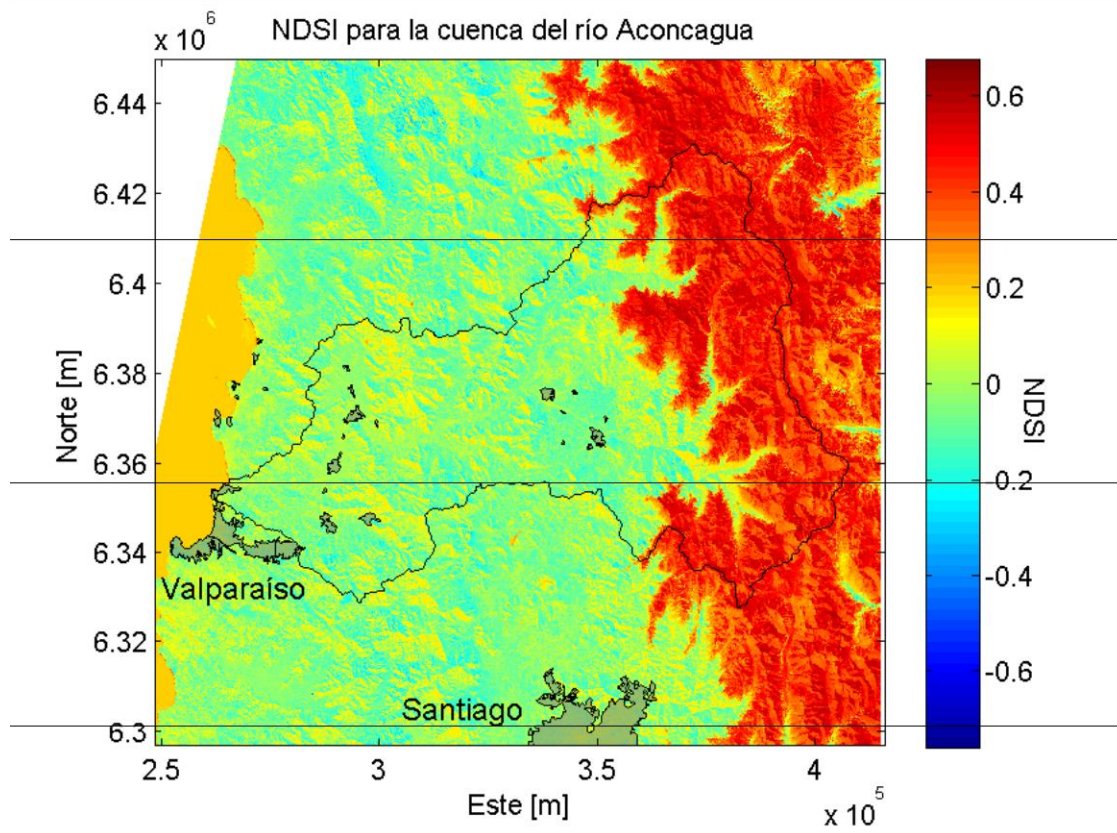 NDSI para la cuenca del río Aconcagua
x 10^6
6.44
6.42
6.4
6.38
6.36
6.34
6.32
6.3
Norte [m]
Valparaíso
Santiago
2.5
3
3.5
4
x 10^5
Este [m]
0.6
0.4
0.2
0
-0.2
-0.4
-0.6
NDSI